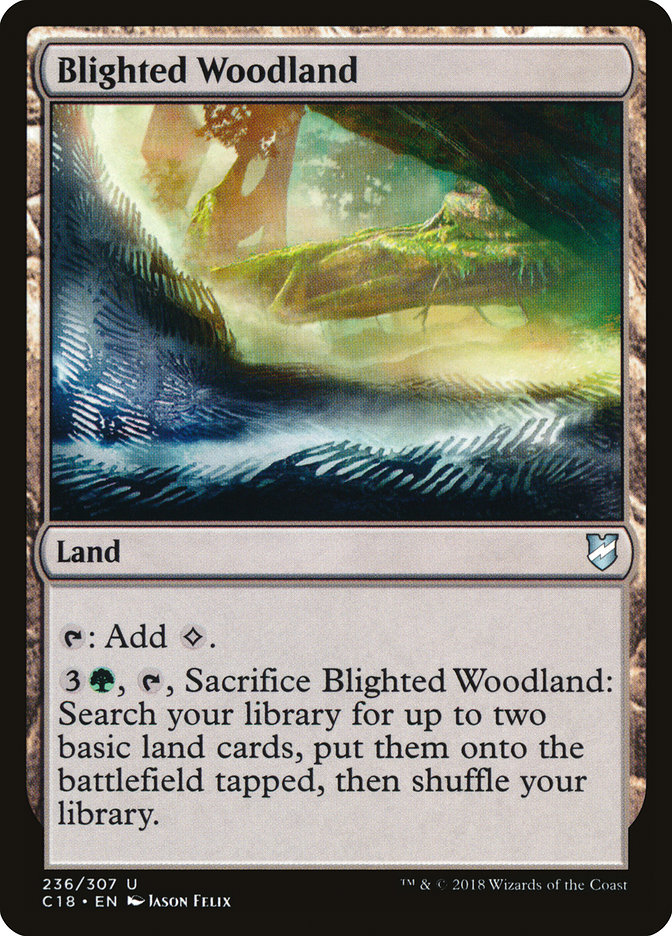 Blighted Woodland
Land
: Add .
3, , Sacrifice Blighted Woodland:
Search your library for up to two
basic land cards, put them onto the
battlefield tapped, then shuffle your
library.
236/307 U
™ & © 2018 Wizards of the Coast
C18 • EN Jason Felix